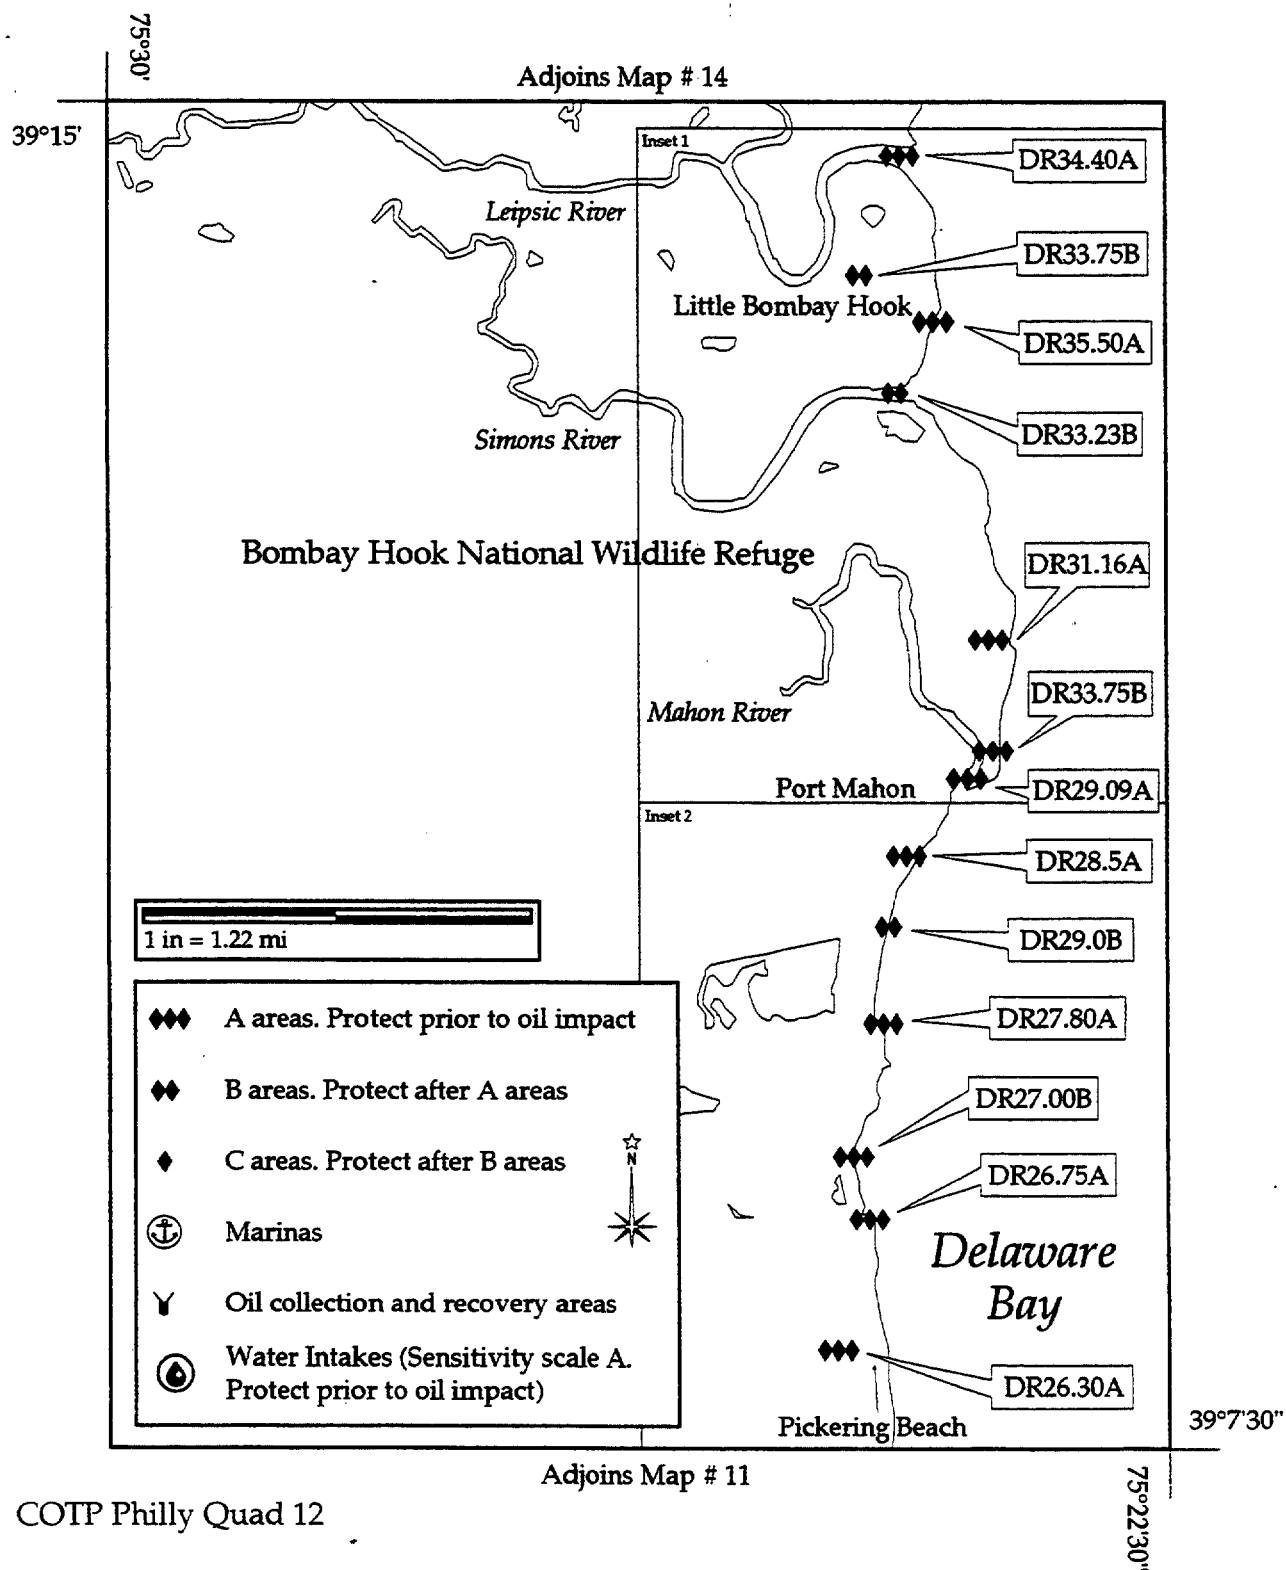 75°30'
Adjoins Map # 14
39°15'
Inset 1
DR34.40A
Leipsic River
DR33.75B
Little Bombay Hook
DR35.50A
DR33.23B
Simons River
Bombay Hook National Wildlife Refuge
DR31.16A
DR33.75B
Mahon River
Port Mahon
DR29.09A
Inset 2
DR28.5A
DR29.0B
1 in = 1.22 mi
DR27.80A
A areas. Protect prior to oil impact
B areas. Protect after A areas
DR27.00B
C areas. Protect after B areas
N
DR26.75A
Marinas
Delaware
Bay
Oil collection and recovery areas
Water Intakes (Sensitivity scale A.
Protect prior to oil impact)
DR26.30A
Pickering Beach
39°7'30"
Adjoins Map # 11
75°22'30"
COTP Philly Quad 12